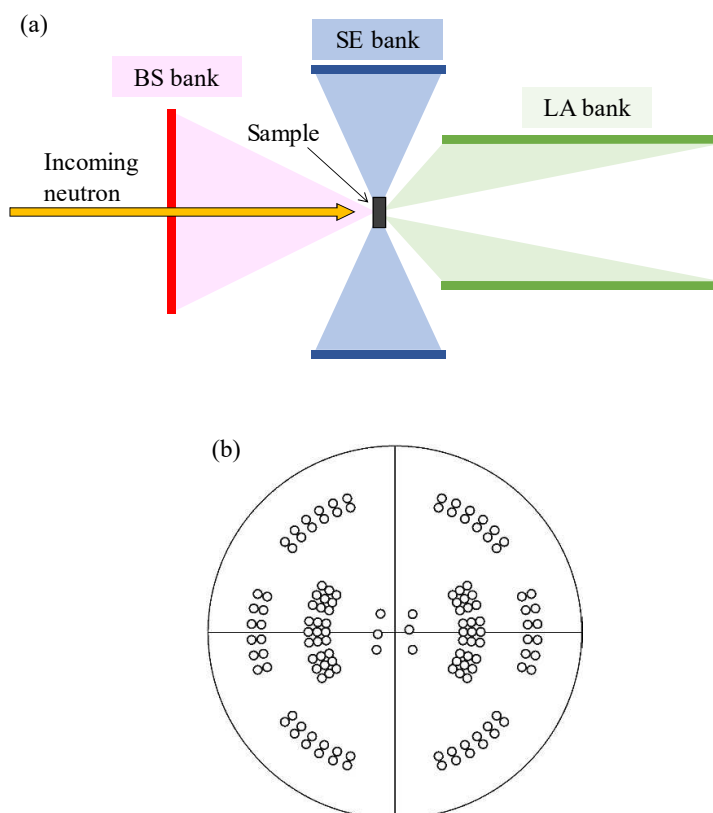 (a)
SE bank
BS bank
LA bank
Sample
Incoming
neutron
(b)